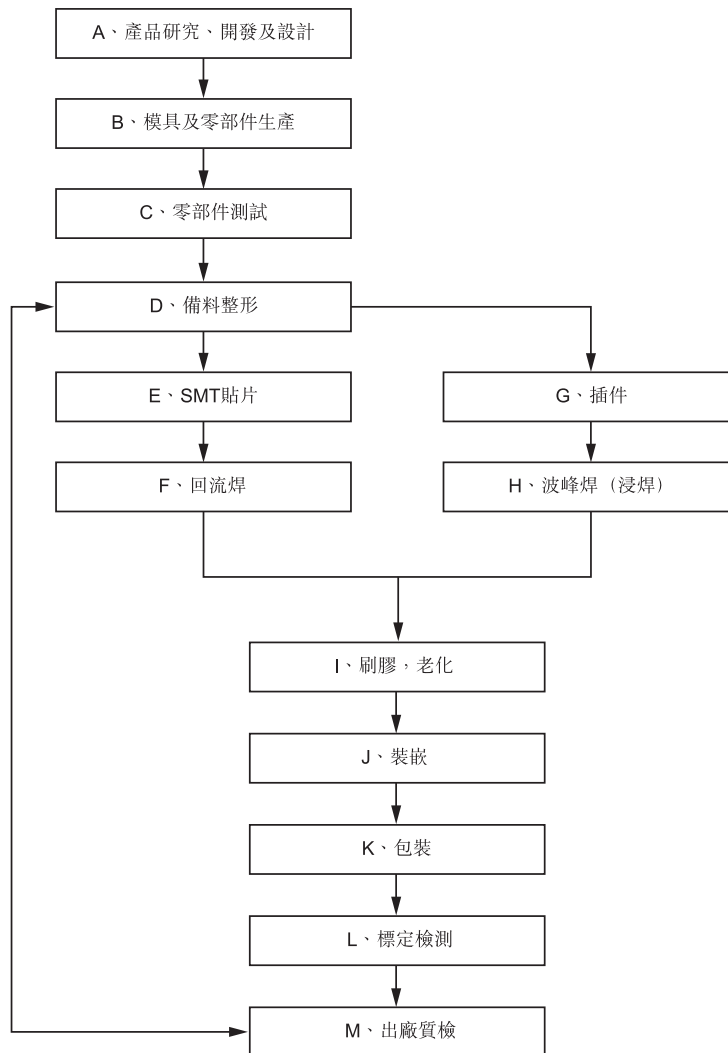 A、產品研究、開發及設計
B、模具及零部件生產
C、零部件測試
D、備料整形
E、SMT貼片
G、插件
F、回流焊
H、波峰焊（浸焊）
I、刷膠，老化
J、裝嵌
K、包裝
L、標定檢測
M、出廠質檢